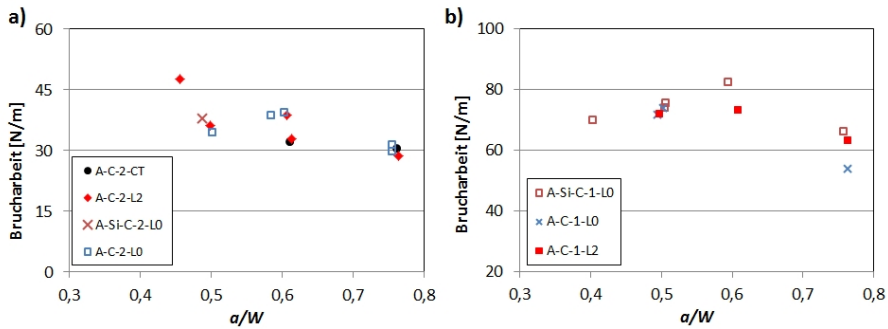 a)
Brucharbeit [N/m]
60
45
30
15
0
A-C-2-CT
A-C-2-L2
A-Si-C-2-L0
A-C-2-L0
0,3 0,4 0,5 0,6 0,7 0,8
a/W
b)
Brucharbeit [N/m]
100
80
60
40
20
A-Si-C-1-L0
A-C-1-L0
A-C-1-L2
0,3 0,4 0,5 0,6 0,7 0,8
a/W